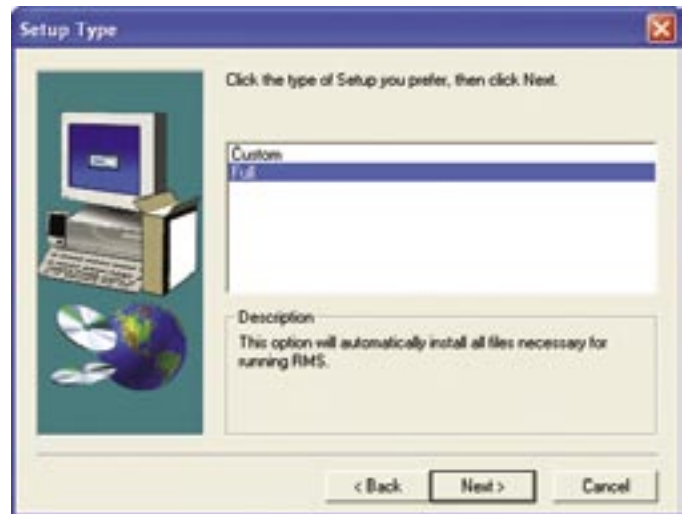 Setup Type
Click the type of Setup you prefer, then click Next.
Custom
Full
Description
This option will automatically install all files necessary for
running RMS.
< Back
Next >
Cancel